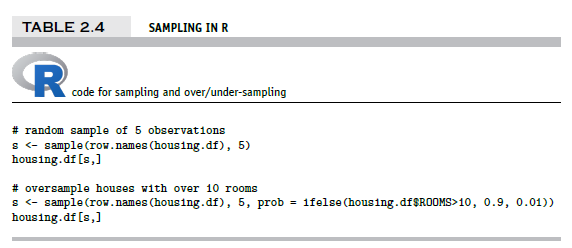 TABLE 2.4 SAMPLING IN R
R code for sampling and over/under-sampling
# random sample of 5 observations
s <- sample(row.names(housing.df), 5)
housing.df[s,]
# oversample houses with over 10 rooms
s <- sample(row.names(housing.df), 5, prob = ifelse(housing.df$ROOMS>10, 0.9, 0.01))
housing.df[s,]